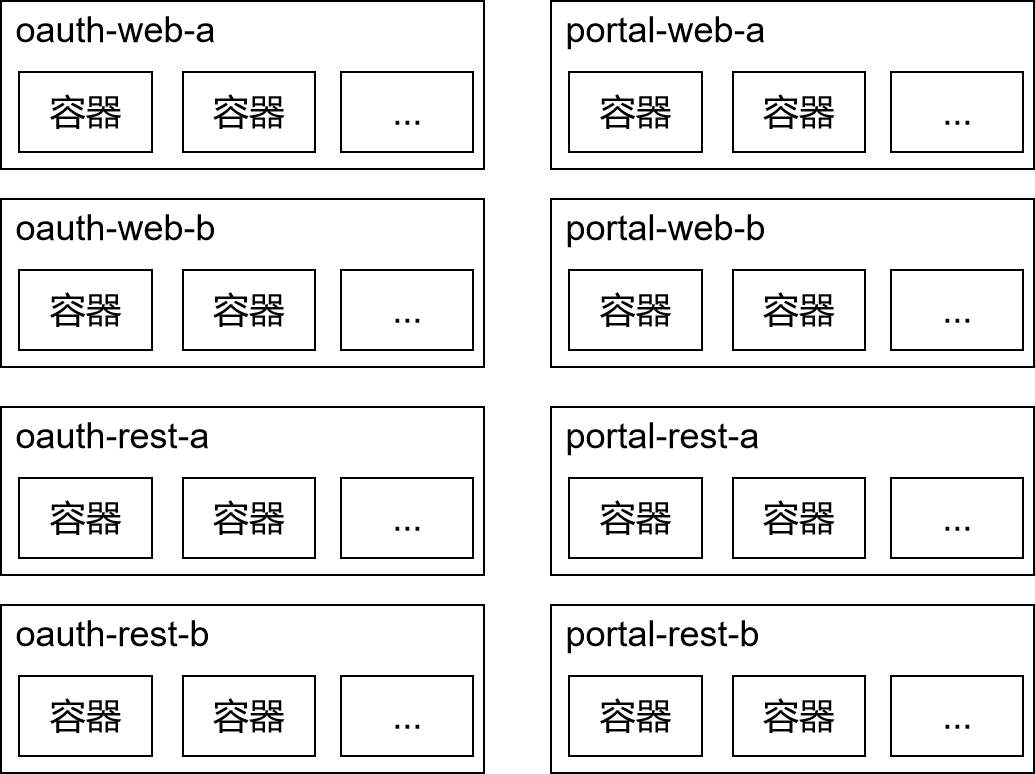 oauth-web-a
容器 容器 ...
portal-web-a
容器 容器 ...
oauth-web-b
容器 容器 ...
portal-web-b
容器 容器 ...
oauth-rest-a
容器 容器 ...
portal-rest-a
容器 容器 ...
oauth-rest-b
容器 容器 ...
portal-rest-b
容器 容器 ...